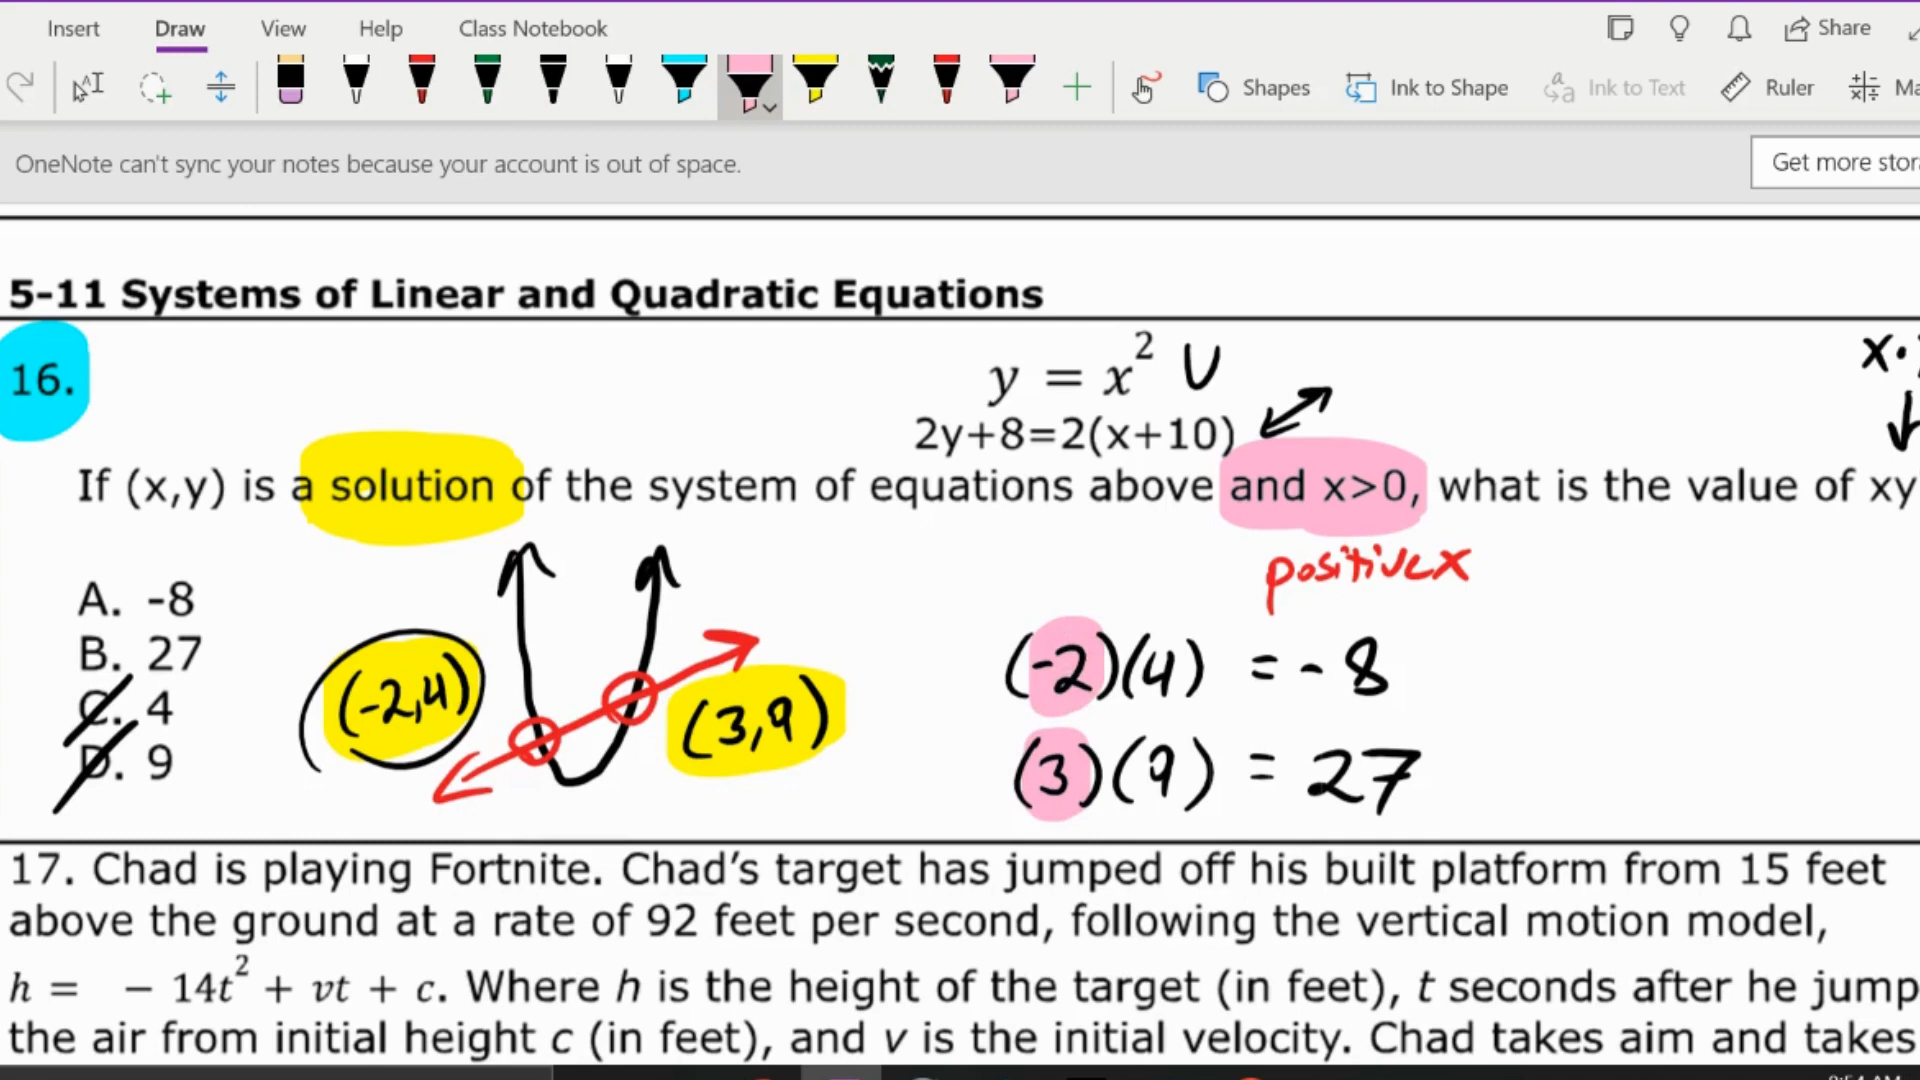 Insert Draw View Help Class Notebook Share
Shapes Ink to Shape Ink to Text Ruler Ma
OneNote can't sync your notes because your account is out of space. Get more stor
5-11 Systems of Linear and Quadratic Equations
16.
y = x² U
x·
2y+8=2(x+10)
If (x,y) is a solution of the system of equations above and x>0, what is the value of xy
positive x
A. -8
B. 27
C. 4
D. 9
(-2,4)
(3,9)
(-2)(4) = -8
(3)(9) = 27
17. Chad is playing Fortnite. Chad's target has jumped off his built platform from 15 feet
above the ground at a rate of 92 feet per second, following the vertical motion model,
h = − 14t² + vt + c. Where h is the height of the target (in feet), t seconds after he jump
the air from initial height c (in feet), and v is the initial velocity. Chad takes aim and takes